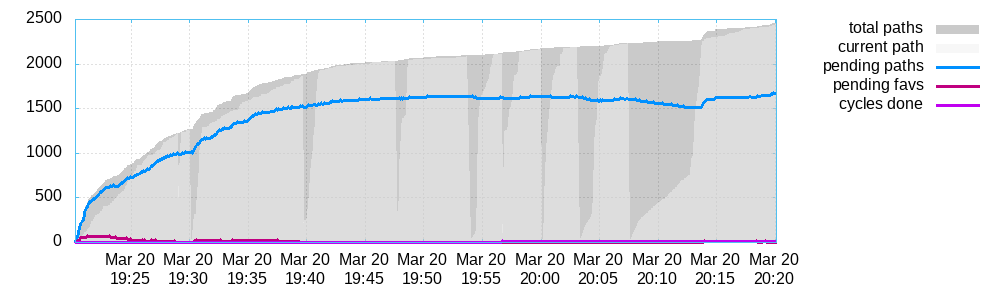 2500
2000
1500
1000
500
0
Mar 20 Mar 20 Mar 20 Mar 20 Mar 20 Mar 20 Mar 20 Mar 20 Mar 20 Mar 20 Mar 20 Mar 20
19:25 19:30 19:35 19:40 19:45 19:50 19:55 20:00 20:05 20:10 20:15 20:20
total paths
current path
pending paths
pending favs
cycles done